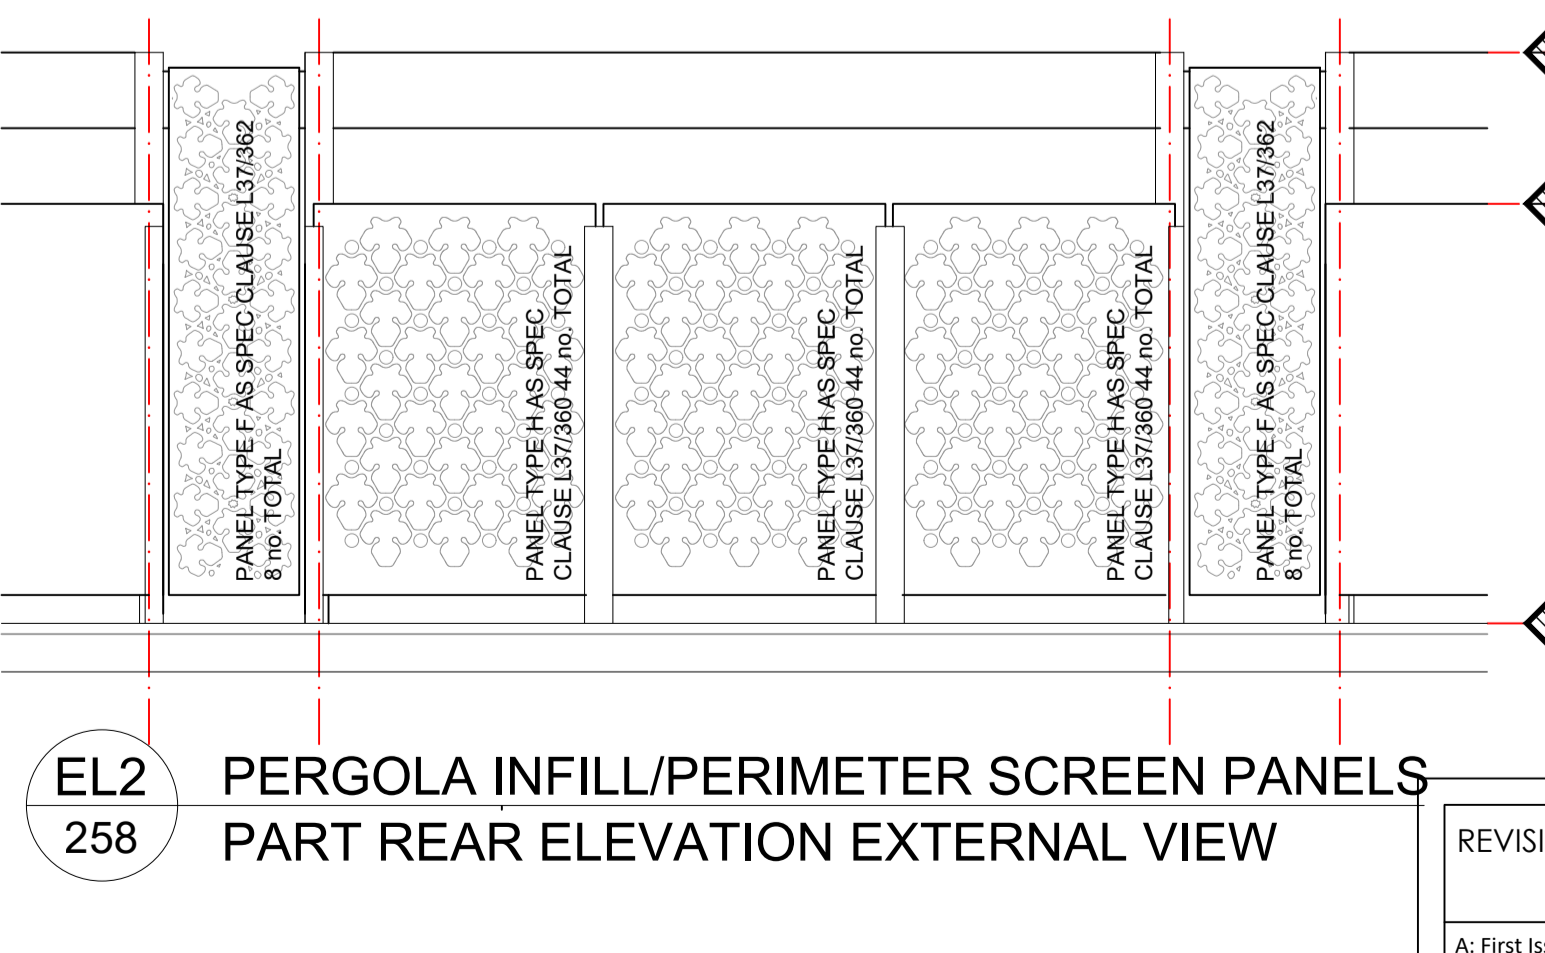 PANEL TYPE F AS SPEC CLAUSE L37/362
8 no. TOTAL
PANEL TYPE H AS SPEC
CLAUSE L37/360 44 no. TOTAL
PANEL TYPE H AS SPEC
CLAUSE L37/360 44 no. TOTAL
PANEL TYPE H AS SPEC
CLAUSE L37/360 44 no. TOTAL
PANEL TYPE F AS SPEC CLAUSE L37/362
8 no. TOTAL
EL2
258
PERGOLA INFILL/PERIMETER SCREEN PANELS
PART REAR ELEVATION EXTERNAL VIEW
REVISI
A: First Is